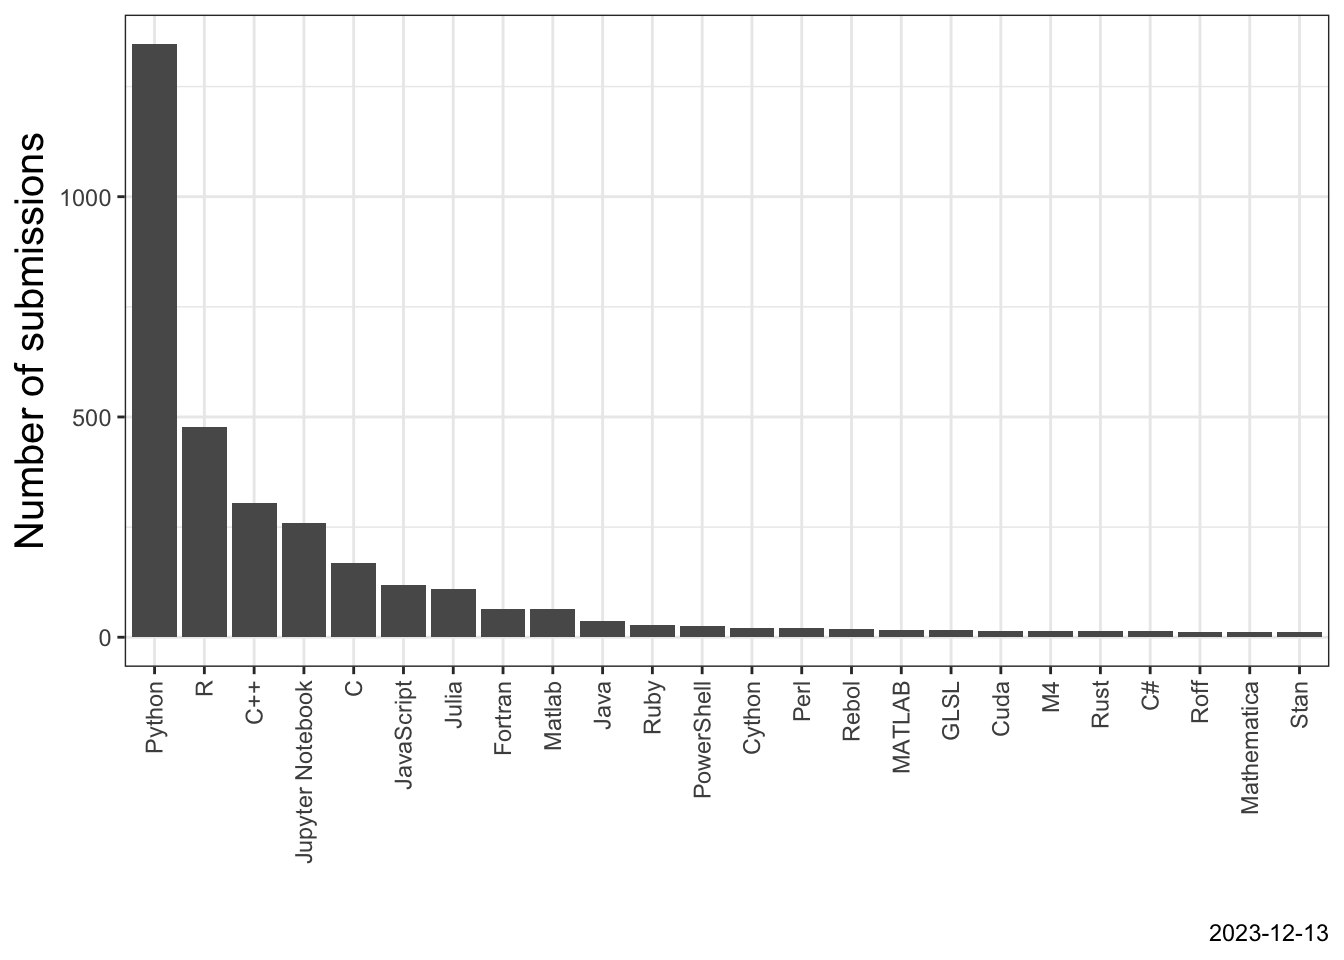 Number of submissions
1000
500
0
Python
R
C++
Jupyter Notebook
C
JavaScript
Julia
Fortran
Matlab
Java
Ruby
PowerShell
Cython
Perl
Rebol
MATLAB
GLSL
Cuda
M4
Rust
C#
Roff
Mathematica
Stan
2023-12-13